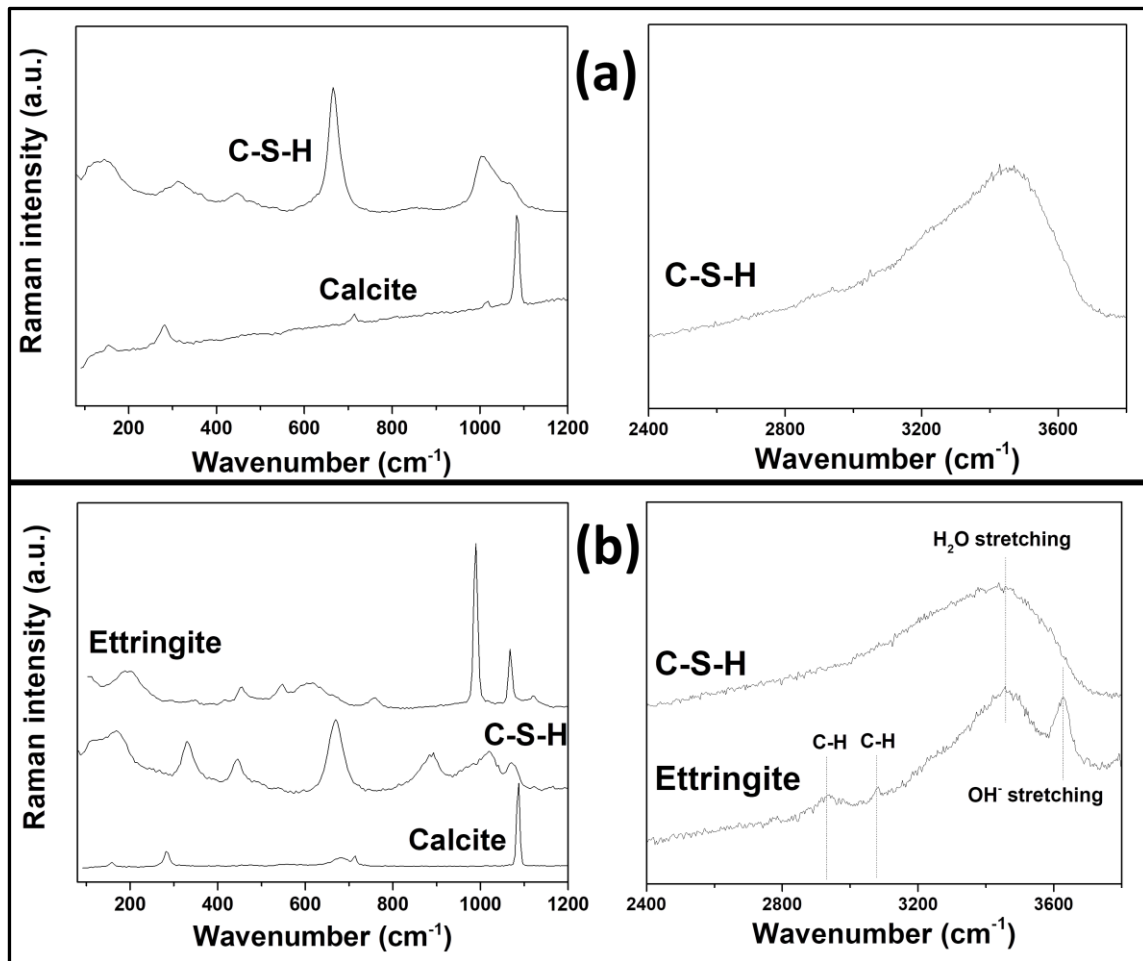 (a)
Raman intensity (a.u.)
C-S-H
Calcite
200 400 600 800 1000 1200
Wavenumber (cm⁻¹)
C-S-H
2400 2800 3200 3600
Wavenumber (cm⁻¹)
(b)
Raman intensity (a.u.)
Ettringite
C-S-H
Calcite
200 400 600 800 1000 1200
Wavenumber (cm⁻¹)
H₂O stretching
C-S-H
C-H C-H
Ettringite
OH⁻ stretching
2400 2800 3200 3600
Wavenumber (cm⁻¹)